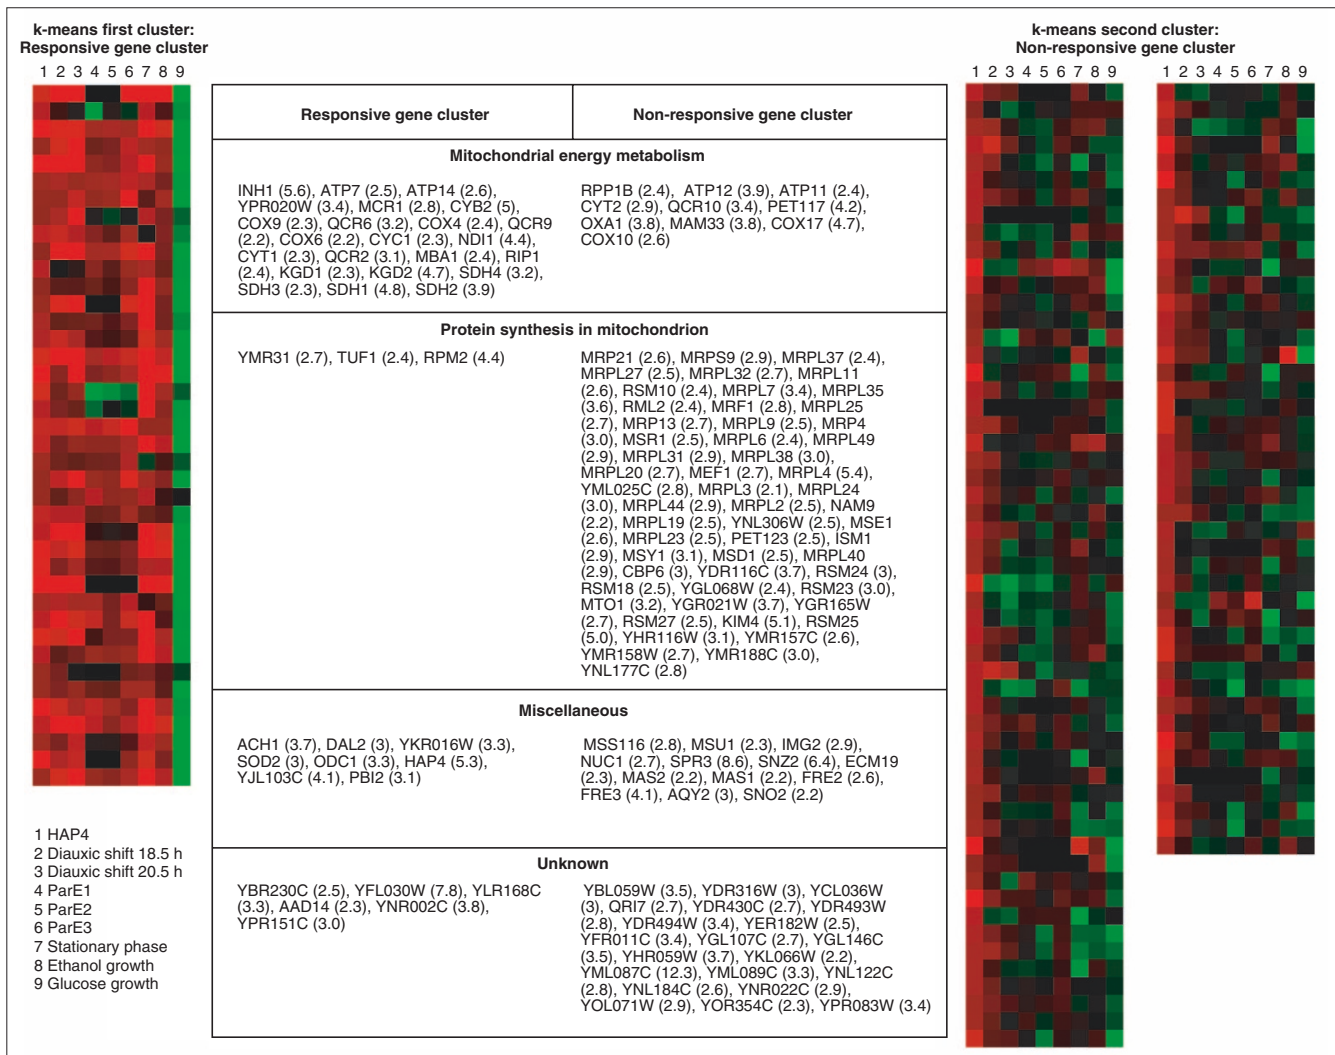 k-means first cluster:
Responsive gene cluster
1 2 3 4 5 6 7 8 9
k-means second cluster:
Non-responsive gene cluster
1 2 3 4 5 6 7 8 9
1 2 3 4 5 6 7 8 9
Responsive gene cluster
Non-responsive gene cluster
Mitochondrial energy metabolism
INH1 (5.6), ATP7 (2.5), ATP14 (2.6),
YPR020W (3.4), MCR1 (2.8), CYB2 (5)
COX9 (2.3), QCR6 (3.2), COX4 (2.4), QCR9
(2.2), COX6 (2.2), CYC1 (2.3), NDI1 (4.4),
CYT1 (2.3), QCR2 (3.1), MBA1 (2.4), RIP1
(2.4), KGD1 (2.3), KGD2 (4.7), SDH4 (3.2),
SDH3 (2.3), SDH1 (4.8), SDH2 (3.9)
RPP1B (2.4), ATP12 (3.9), ATP11 (2.4),
CYT2 (2.9), QCR10 (3.4), PET117 (4.2),
OXA1 (3.8), MAM33 (3.8), COX17 (4.7),
COX10 (2.6)
Protein synthesis in mitochondrion
YMR31 (2.7), TUF1 (2.4), RPM2 (4.4)
MRP21 (2.6), MRPS9 (2.9), MRPL37 (2.4),
MRPL27 (2.5), MRPL32 (2.7), MRPL11
(2.6), RSM10 (2.4), MRPL7 (3.4), MRPL35
(3.6), RML2 (2.4), MRF1 (2.8), MRPL25
(2.7), MRP13 (2.7), MRPL9 (2.5), MRP4
(3.0), MSR1 (2.5), MRPL6 (2.4), MRPL49
(2.9), MRPL31 (2.9), MRPL38 (3.0),
MRPL20 (2.7), MEF1 (2.7), MRPL4 (5.4),
YML025C (2.8), MRPL3 (2.1), MRPL24
(3.0), MRPL44 (2.9), MRPL2 (2.5), NAM9
(2.2), MRPL19 (2.5), YNL306W (2.5), MSE1
(2.6), MRPL23 (2.5), PET123 (2.5), ISM1
(2.9), MSY1 (3.1), MSD1 (2.5), MRPL40
(2.9), CBP6 (3), YDR116C (3.7), RSM24 (3),
RSM18 (2.5), YGL068W (2.4), RSM23 (3.0),
MTO1 (3.2), YGR021W (3.7), YGR165W
(2.7), RSM27 (2.5), KIM4 (5.1), RSM25
(5.0), YHR116W (3.1), YMR157C (2.6),
YMR158W (2.7), YMR188C (3.0),
YNL177C (2.8)
Miscellaneous
ACH1 (3.7), DAL2 (3), YKR016W (3.3),
SOD2 (3), ODC1 (3.3), HAP4 (5.3),
YJL103C (4.1), PBI2 (3.1)
MSS116 (2.8), MSU1 (2.3), IMG2 (2.9),
NUC1 (2.7), SPR3 (8.6), SNZ2 (6.4), ECM19
(2.3), MAS2 (2.2), MAS1 (2.2), FRE2 (2.6),
FRE3 (4.1), AQY2 (3), SNO2 (2.2)
Unknown
YBR230C (2.5), YFL030W (7.8), YLR168C
(3.3), AAD14 (2.3), YNR002C (3.8),
YPR151C (3.0)
YBL059W (3.5), YDR316W (3), YCL036W
(3), QRI7 (2.7), YDR430C (2.7), YDR493W
(2.8), YDR494W (3.4), YER182W (2.5),
YFR011C (3.4), YGL107C (2.7), YGL146C
(3.5), YHR059W (3.7), YKL066W (2.2),
YML087C (12.3), YML089C (3.3), YNL122C
(2.8), YNL184C (2.6), YNR022C (2.9),
YOL071W (2.9), YOR354C (2.3), YPR083W (3.4)
1 HAP4
2 Diauxic shift 18.5 h
3 Diauxic shift 20.5 h
4 ParE1
5 ParE2
6 ParE3
7 Stationary phase
8 Ethanol growth
9 Glucose growth